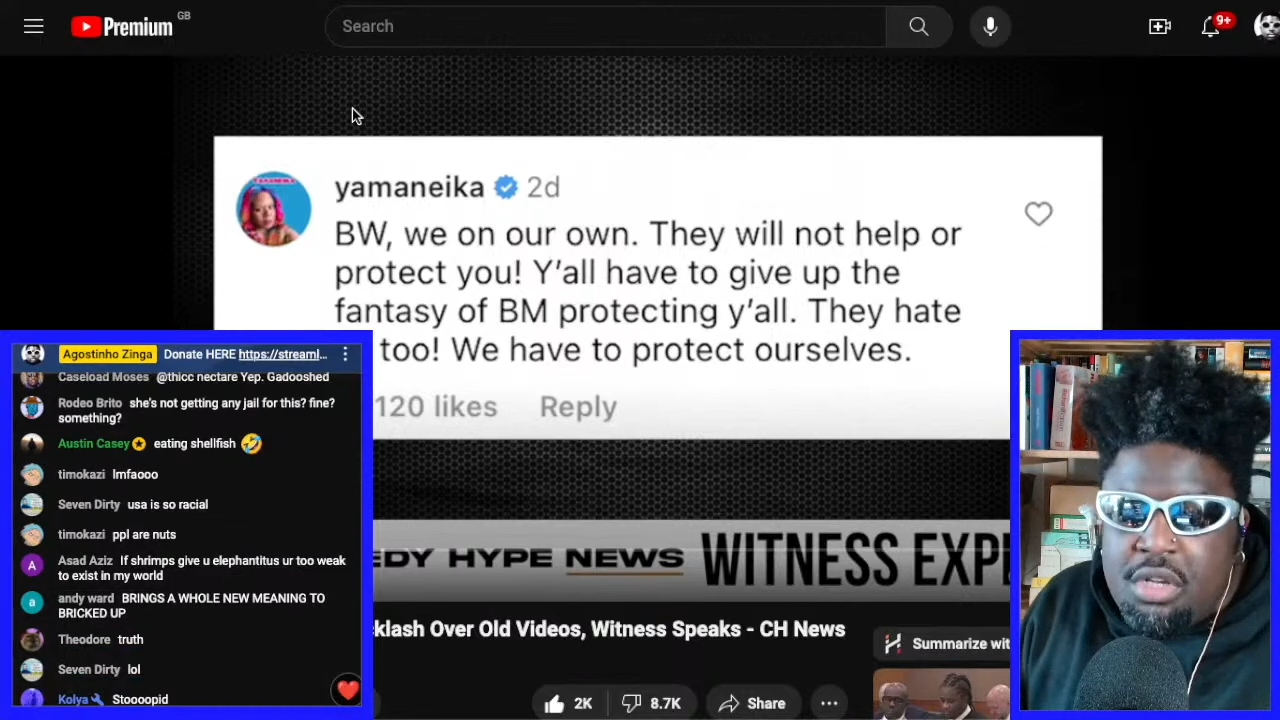 Premium GB
Search
9+
yamaneika 2d
BW, we on our own. They will not help or
protect you! Y'all have to give up the
fantasy of BM protecting y'all. They hate
too! We have to protect ourselves.
120 likes Reply
Agostinho Zinga Donate HERE https://streaml...
Caseload Moses @thicc nectare Yep. Gadooshed
Rodeo Brito she's not getting any jail for this? fine?
something?
Austin Casey eating shellfish 🤣
timokazi lmfaooo
Seven Dirty usa is so racial
timokazi ppl are nuts
Asad Aziz If shrimps give u elephantitus ur too weak
to exist in my world
andy ward BRINGS A WHOLE NEW MEANING TO
BRICKED UP
Theodore truth
Seven Dirty lol
Kolya Stoooopid
EDY HYPE NEWS WITNESS EXP
klash Over Old Videos, Witness Speaks - CH News
Summarize wit
2K 8.7K Share